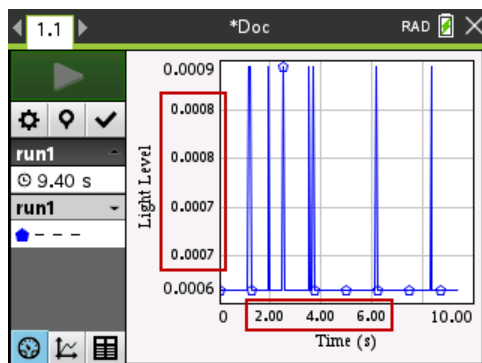 1.1 *Doc RAD
run1
9.40 s
run1
- - -
Light Level
0.0009
0.0008
0.0008
0.0007
0.0007
0.0006
0 2.00 4.00 6.00 10.00
Time (s)